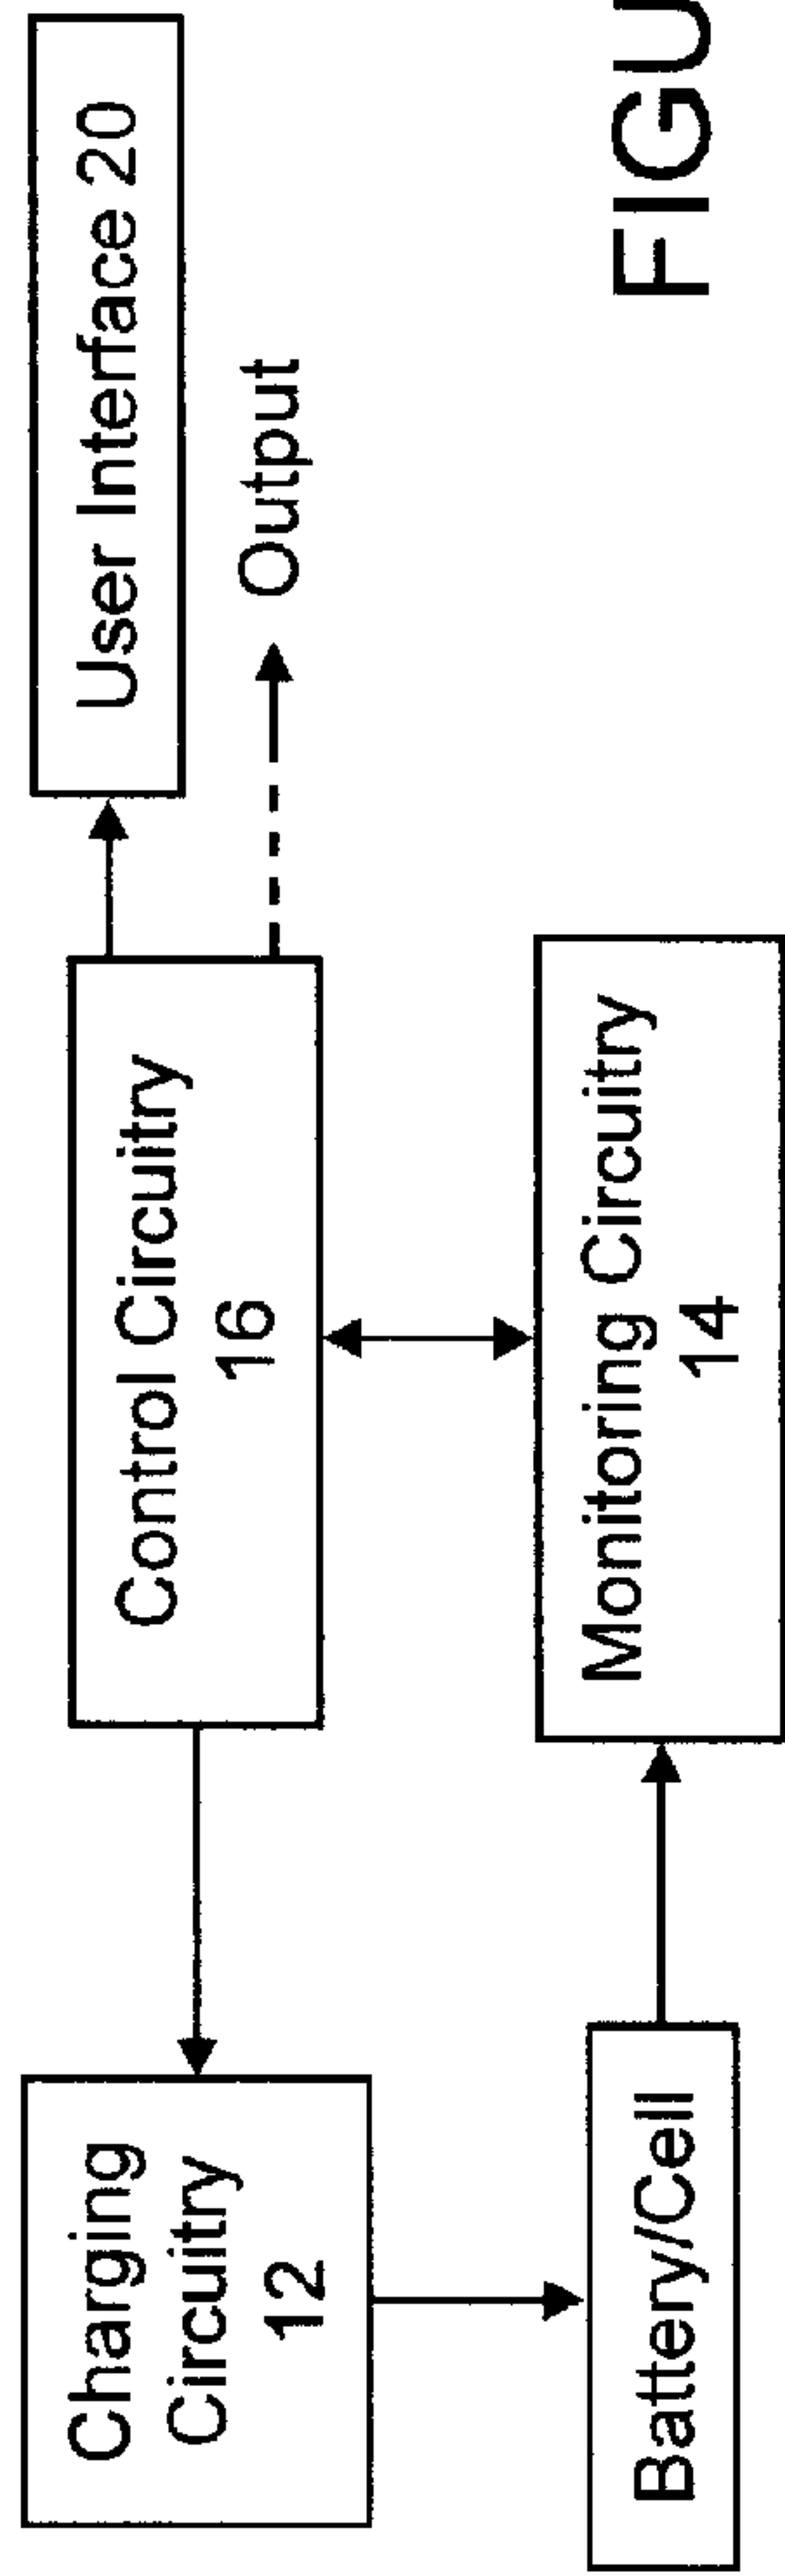 Charging
Circuitry
12
Control Circuitry
16
User Interface 20
Output
Battery/Cell
Monitoring Circuitry
14
FIGU